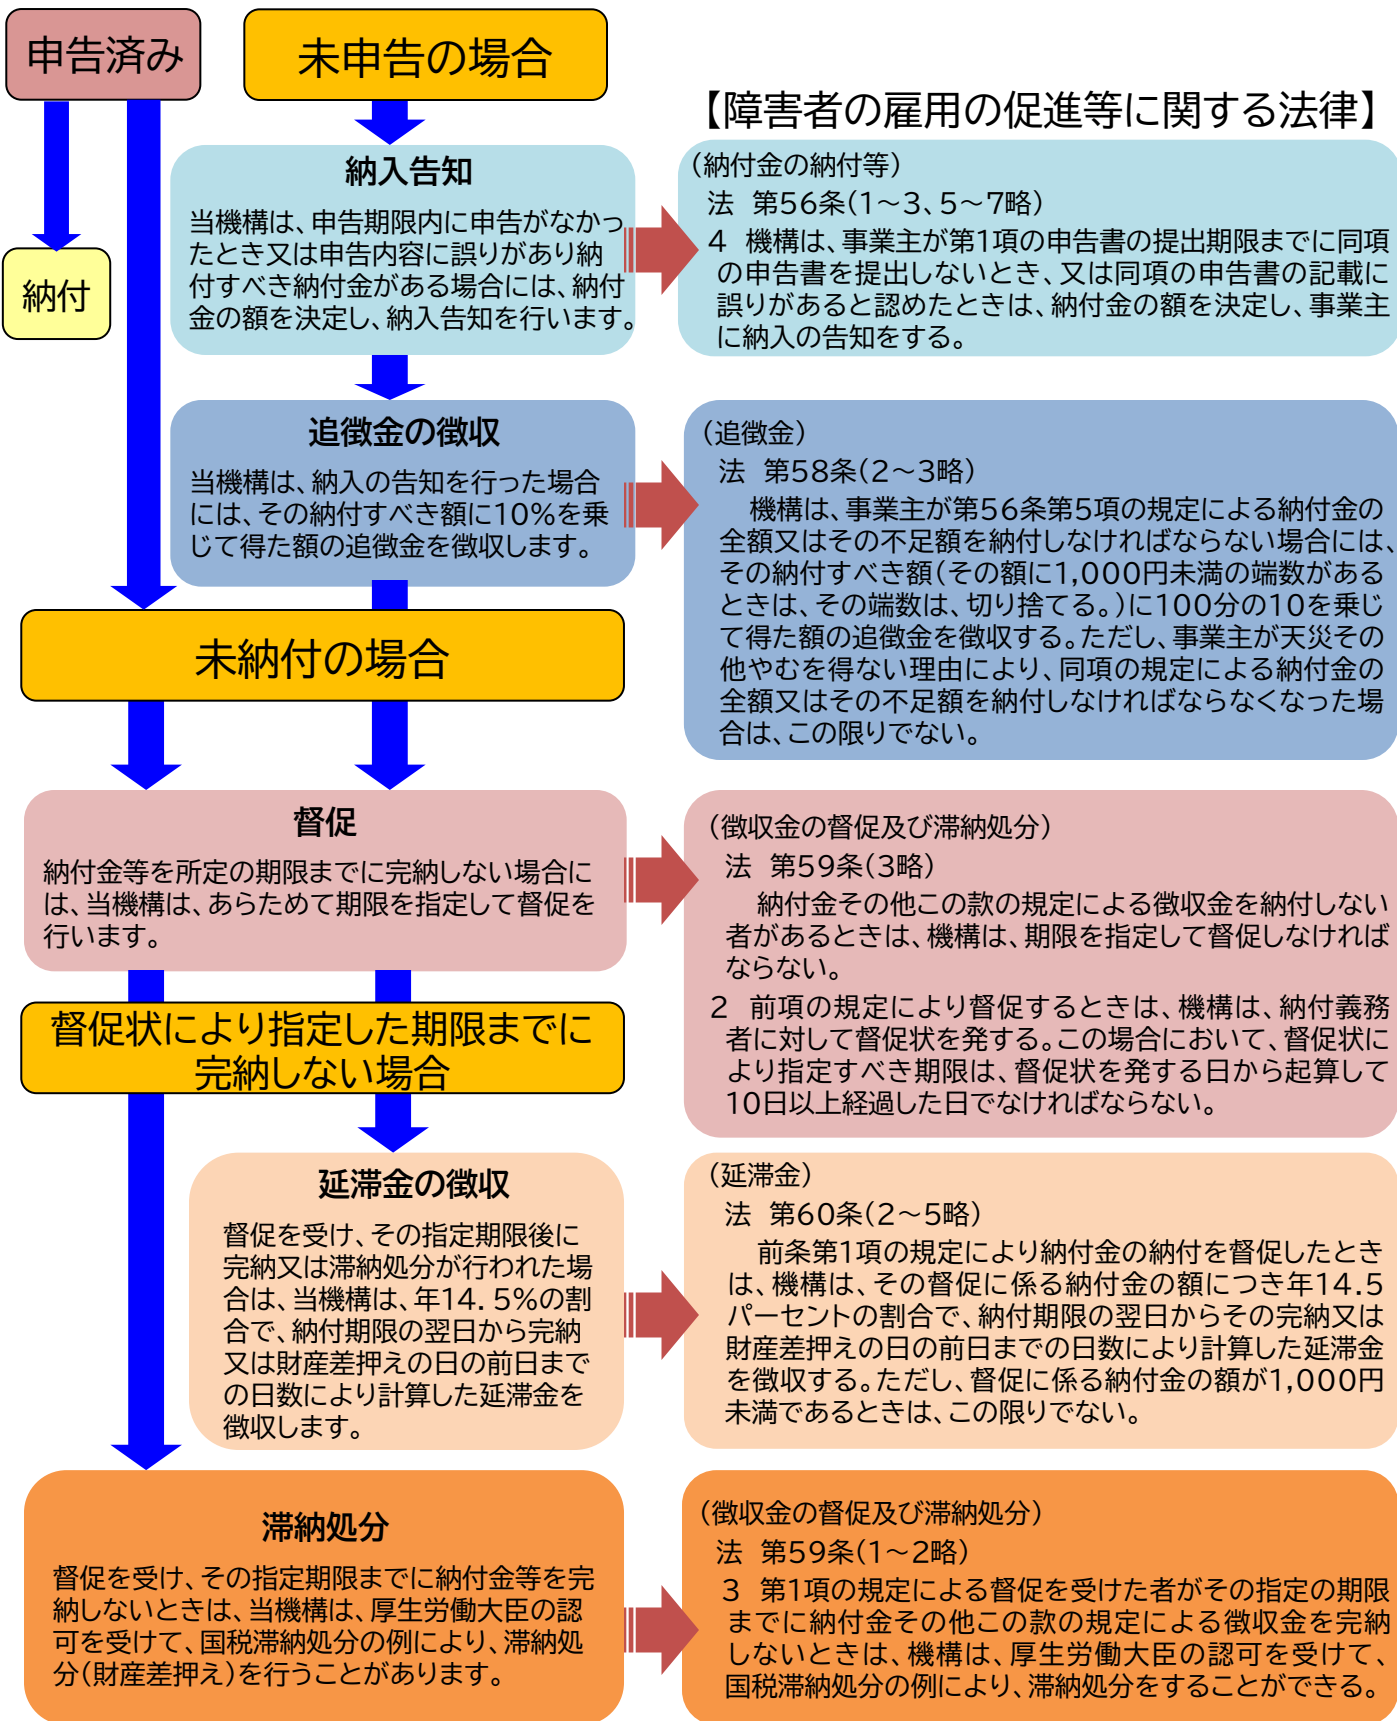 申告済み
未申告の場合
【障害者の雇用の促進等に関する法律】
納入告知
当機構は、申告期限内に申告がなかっ
たとき又は申告内容に誤りがあり納
付すべき納付金がある場合には、納付
金の額を決定し、納入告知を行います。
(納付金の納付等)
法 第56条(1～3、5～7略)
4 機構は、事業主が第1項の申告書の提出期限までに同項
の申告書を提出しないとき、又は同項の申告書の記載に
誤りがあると認めたときは、納付金の額を決定し、事業主
に納入の告知をする。
納付
追徴金の徴収
当機構は、納入の告知を行った場合
には、その納付すべき額に10%を乗
じて得た額の追徴金を徴収します。
(追徴金)
法 第58条(2～3略)
機構は、事業主が第56条第5項の規定による納付金の
全額又はその不足額を納付しなければならない場合には、
その納付すべき額(その額に1,000円未満の端数がある
ときは、その端数は、切り捨てる。)に100分の10を乗じ
て得た額の追徴金を徴収する。ただし、事業主が天災その
他やむを得ない理由により、同項の規定による納付金の
全額又はその不足額を納付しなければならなくなった場
合は、この限りでない。
未納付の場合
督促
納付金等を所定の期限までに完納しない場合に
は、当機構は、あらためて期限を指定して督促を
行います。
(徴収金の督促及び滞納処分)
法 第59条(3略)
納付金その他この款の規定による徴収金を納付しない
者があるときは、機構は、期限を指定して督促しなければ
ならない。
2 前項の規定により督促するときは、機構は、納付義務
者に対して督促状を発する。この場合において、督促状に
より指定すべき期限は、督促状を発する日から起算して
10日以上経過した日でなければならない。
督促状により指定した期限までに
完納しない場合
延滞金の徴収
督促を受け、その指定期限後に
完納又は滞納処分が行われた場
合は、当機構は、年14.5%の割
合で、納付期限の翌日から完納
又は財産差押えの日の前日まで
の日数により計算した延滞金を
徴収します。
(延滞金)
法 第60条(2～5略)
前条第1項の規定により納付金の納付を督促したとき
は、機構は、その督促に係る納付金の額につき年14.5
パーセントの割合で、納付期限の翌日からその完納又は
財産差押えの日の前日までの日数により計算した延滞金
を徴収する。ただし、督促に係る納付金の額が1,000円
未満であるときは、この限りでない。
滞納処分
督促を受け、その指定期限までに納付金等を完
納しないときは、当機構は、厚生労働大臣の認
可を受けて、国税滞納処分の例により、滞納処
分(財産差押え)を行うことがあります。
(徴収金の督促及び滞納処分)
法 第59条(1～2略)
3 第1項の規定による督促を受けた者がその指定の期限
までに納付金その他この款の規定による徴収金を完納
しないときは、機構は、厚生労働大臣の認可を受けて、
国税滞納処分の例により、滞納処分をすることができる。